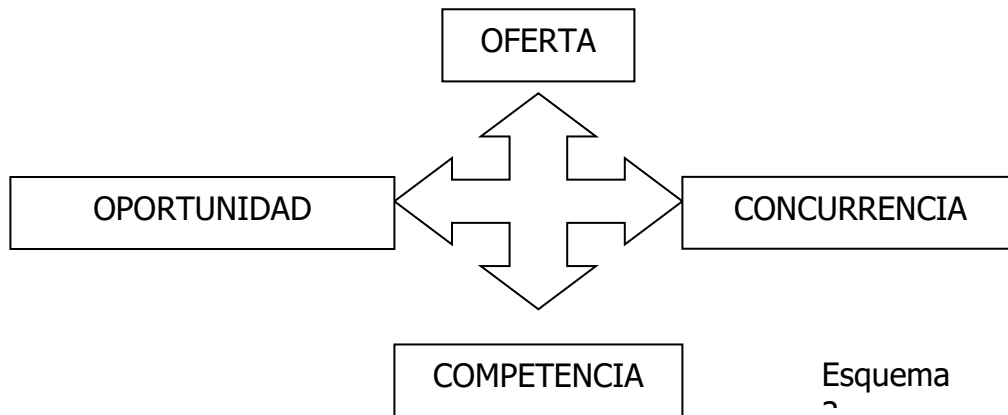 OFERTA
OPORTUNIDAD
CONCURRENCIA
COMPETENCIA
Esquema